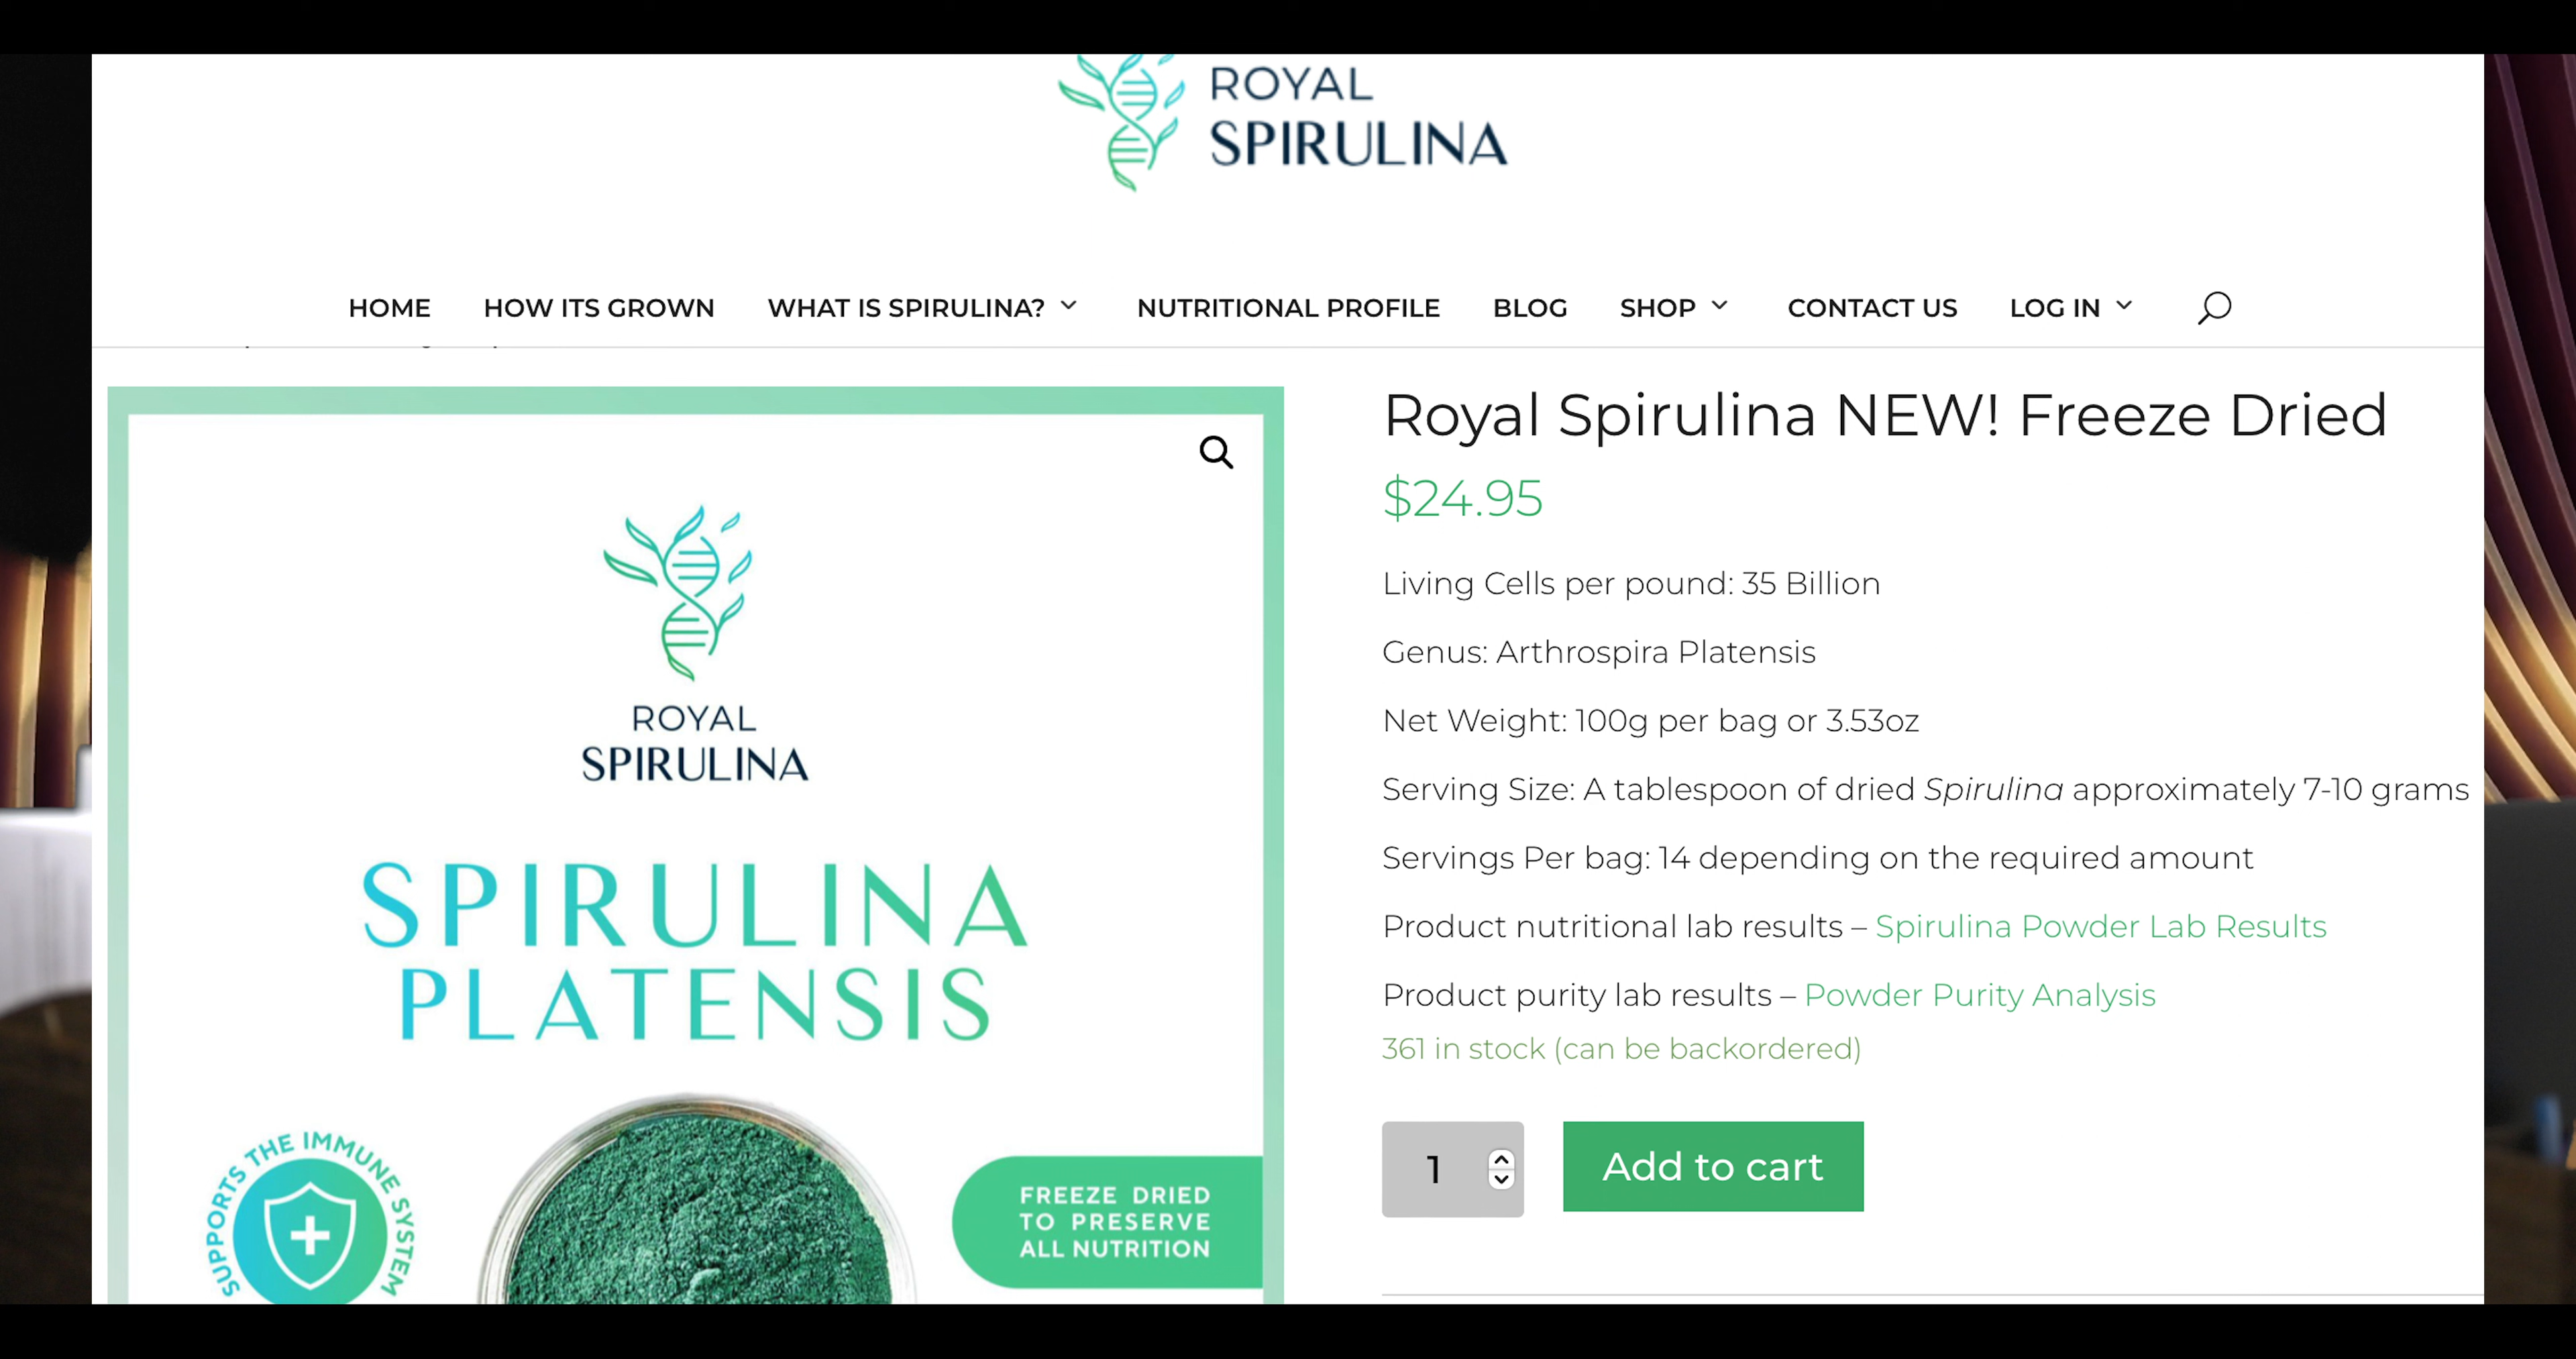 ROYAL
SPIRULINA
HOME HOW ITS GROWN WHAT IS SPIRULINA? NUTRITIONAL PROFILE BLOG SHOP CONTACT US LOG IN
ROYAL
SPIRULINA
SPIRULINA
PLATENSIS
SUPPORTS THE IMMUNE SYSTEM
FREEZE DRIED
TO PRESERVE
ALL NUTRITION
Royal Spirulina NEW! Freeze Dried
$24.95
Living Cells per pound: 35 Billion
Genus: Arthrospira Platensis
Net Weight: 100g per bag or 3.53oz
Serving Size: A tablespoon of dried Spirulina approximately 7-10 grams
Servings Per bag: 14 depending on the required amount
Product nutritional lab results – Spirulina Powder Lab Results
Product purity lab results – Powder Purity Analysis
361 in stock (can be backordered)
1
Add to cart